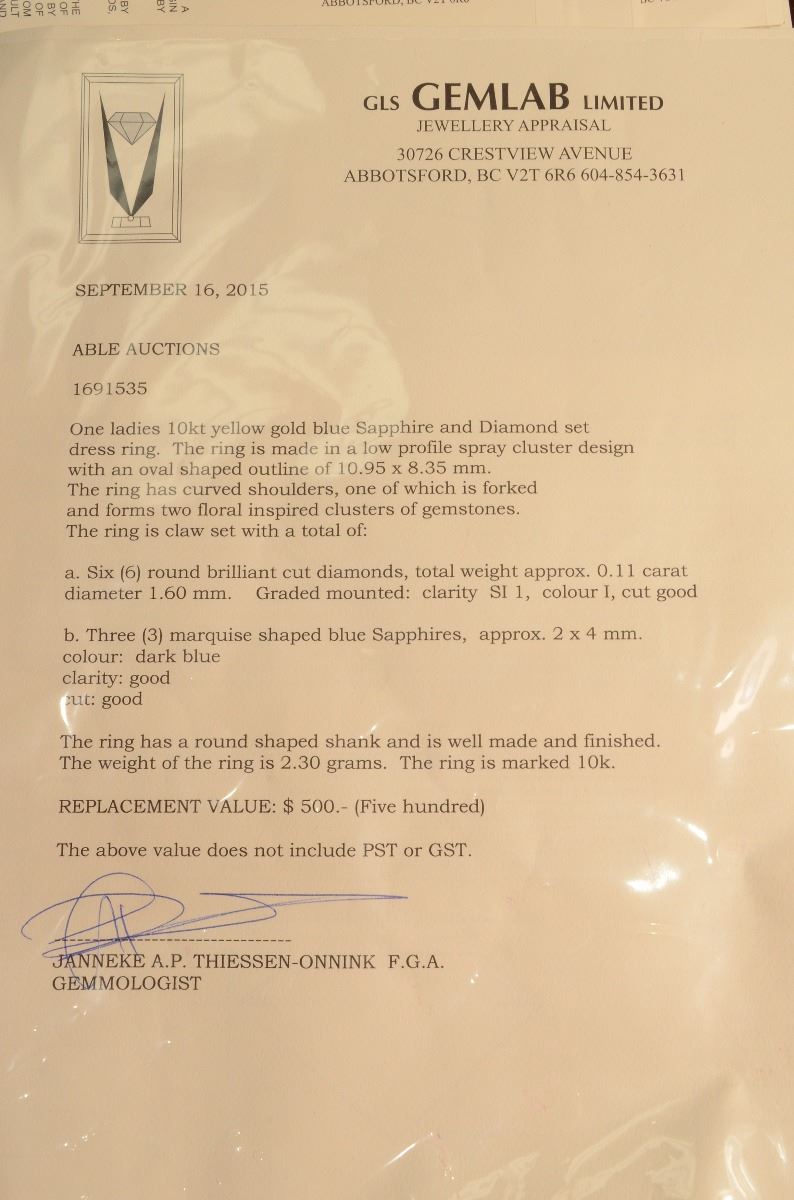 ABBOTSFORD, BC V2T 6R6
GLS GEMLAB LIMITED
JEWELLERY APPRAISAL
30726 CRESTVIEW AVENUE
ABBOTSFORD, BC V2T 6R6 604-854-3631
SEPTEMBER 16, 2015
ABLE AUCTIONS
1691535
One ladies 10kt yellow gold blue Sapphire and Diamond set
dress ring. The ring is made in a low profile spray cluster design
with an oval shaped outline of 10.95 x 8.35 mm.
The ring has curved shoulders, one of which is forked
and forms two floral inspired clusters of gemstones.
The ring is claw set with a total of:
a. Six (6) round brilliant cut diamonds, total weight approx. 0.11 carat
diameter 1.60 mm. Graded mounted: clarity SI 1, colour I, cut good
b. Three (3) marquise shaped blue Sapphires, approx. 2 x 4 mm.
colour: dark blue
clarity: good
cut: good
The ring has a round shaped shank and is well made and finished.
The weight of the ring is 2.30 grams. The ring is marked 10k.
REPLACEMENT VALUE: $ 500.- (Five hundred)
The above value does not include PST or GST.
JANNEKE A.P. THIESSEN-ONNINK F.G.A.
GEMMOLOGIST